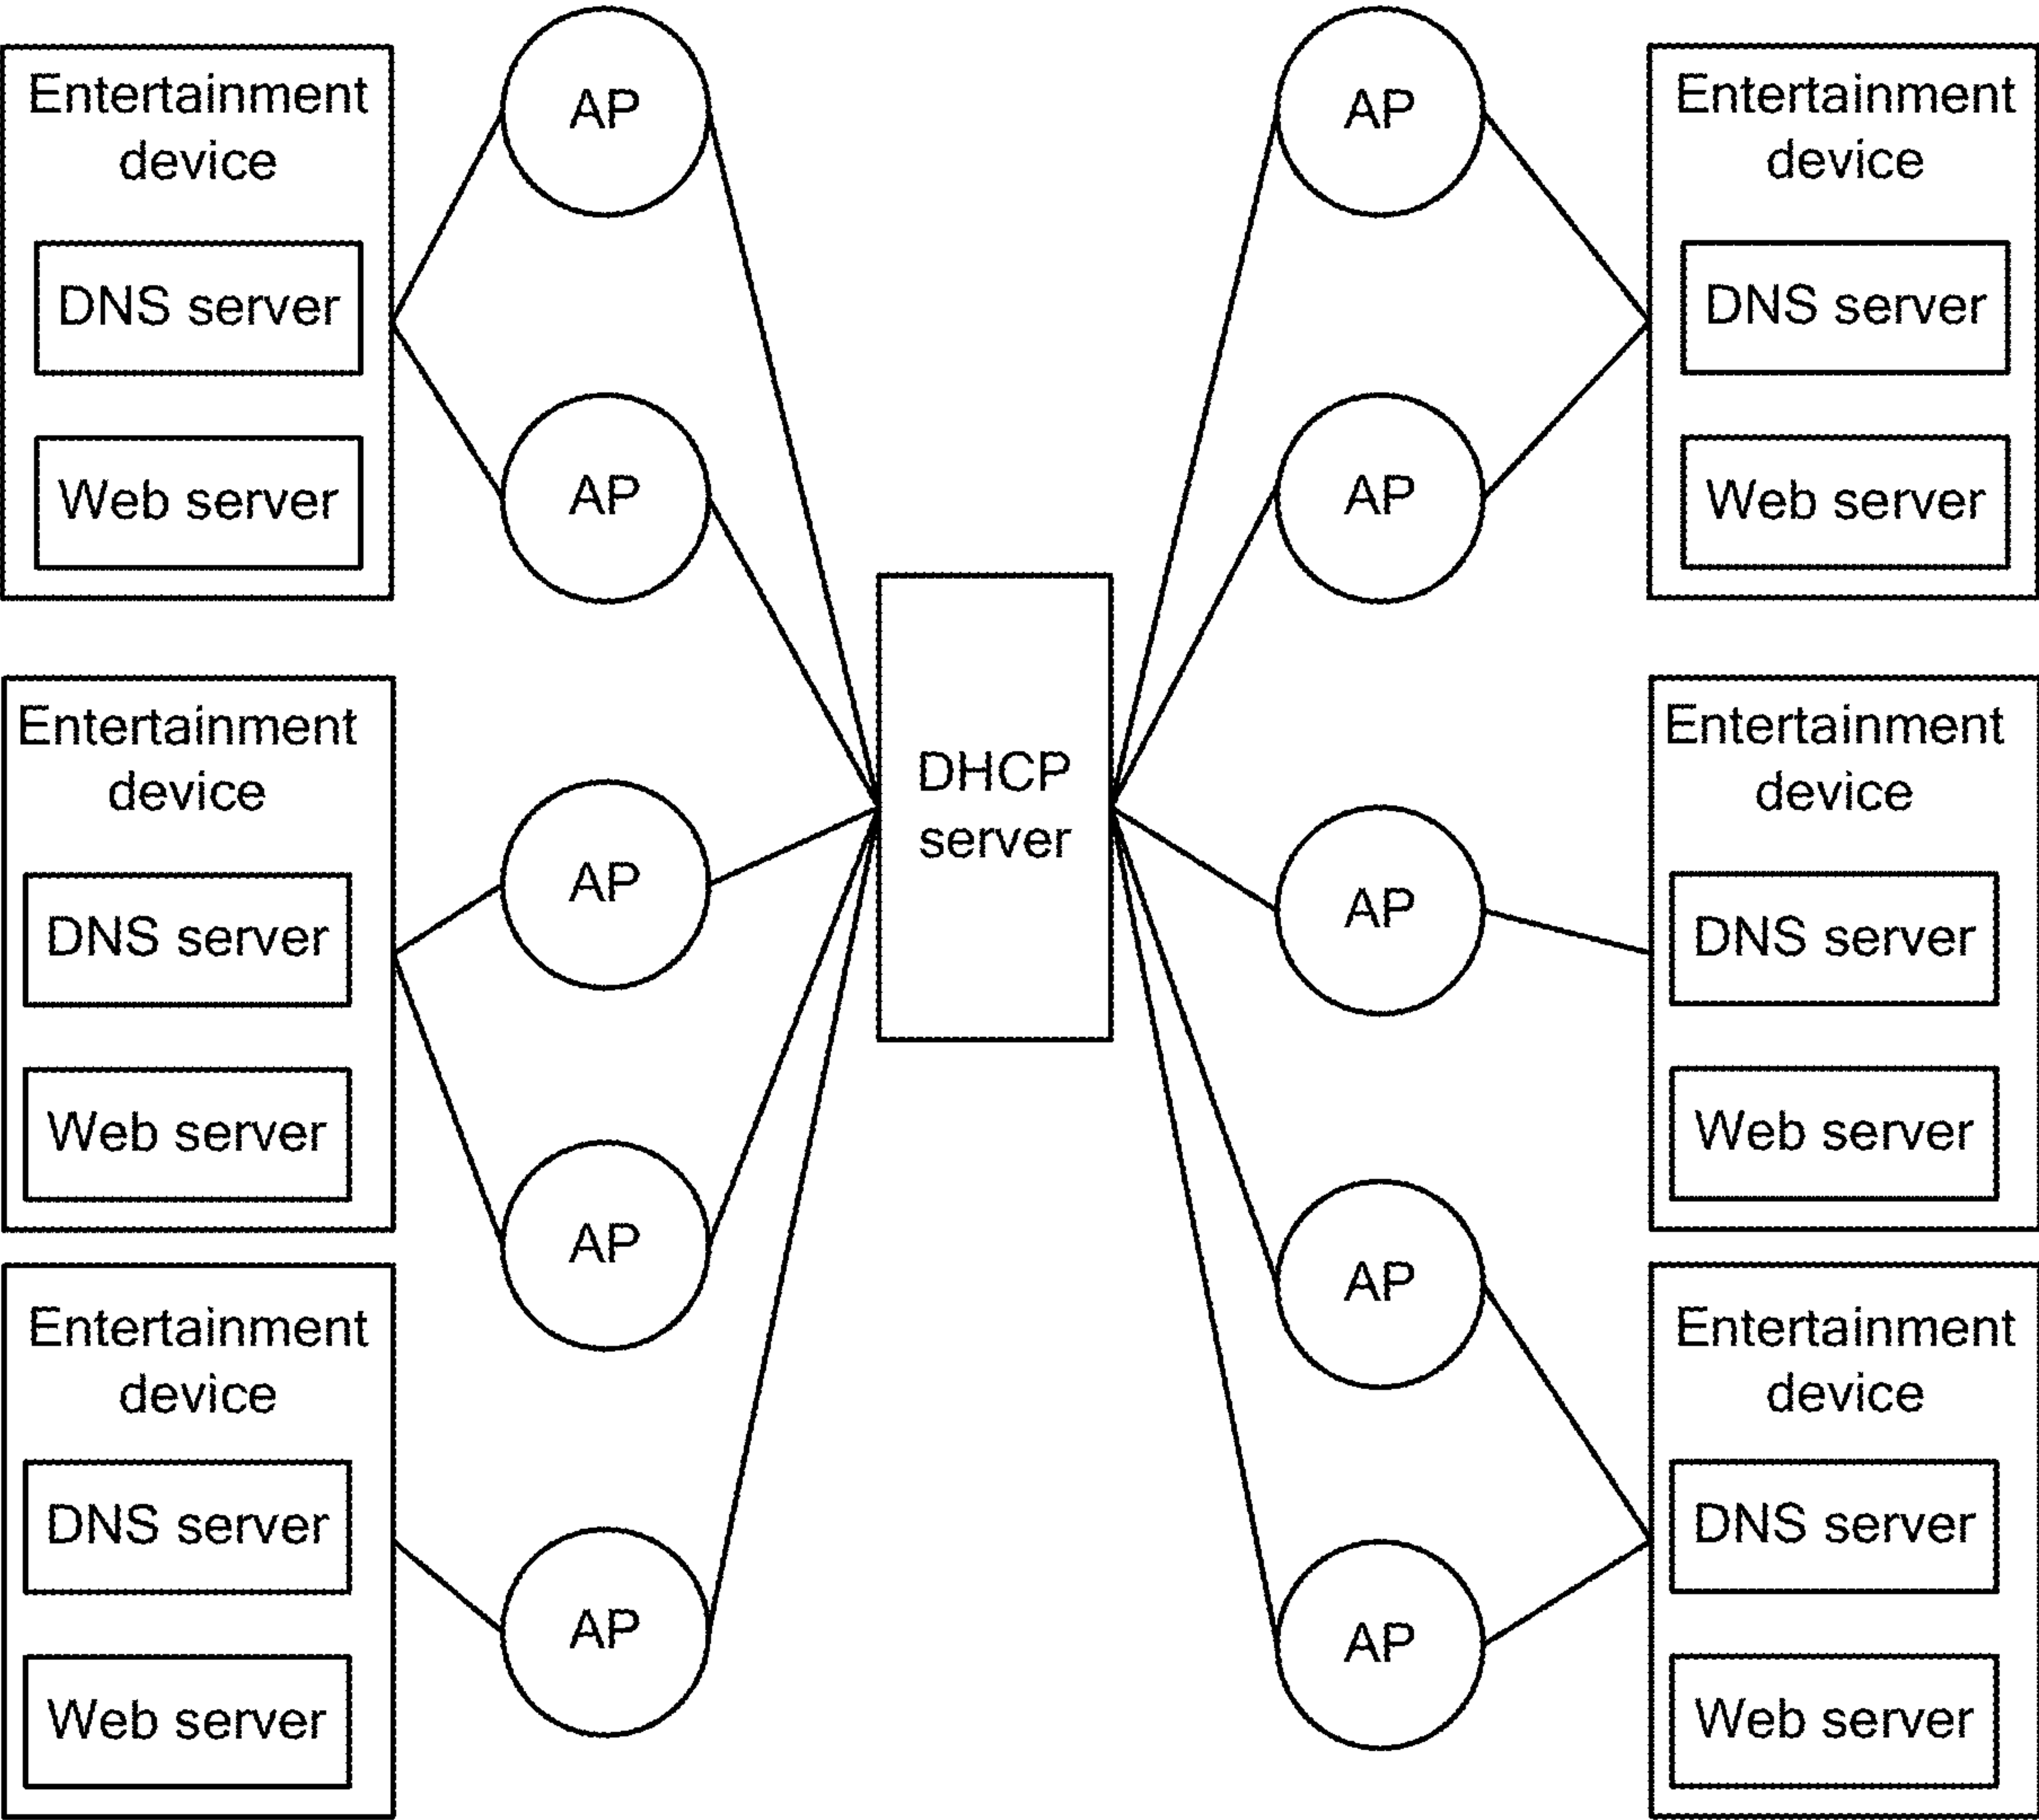 Entertainment
device
DNS server
Web server
AP
AP
AP
AP
Entertainment
device
DNS server
Web server
DHCP
server
Entertainment
device
DNS server
Web server
AP
AP
AP
AP
Entertainment
device
DNS server
Web server
Entertainment
device
DNS server
Web server
AP
AP
Entertainment
device
DNS server
Web server